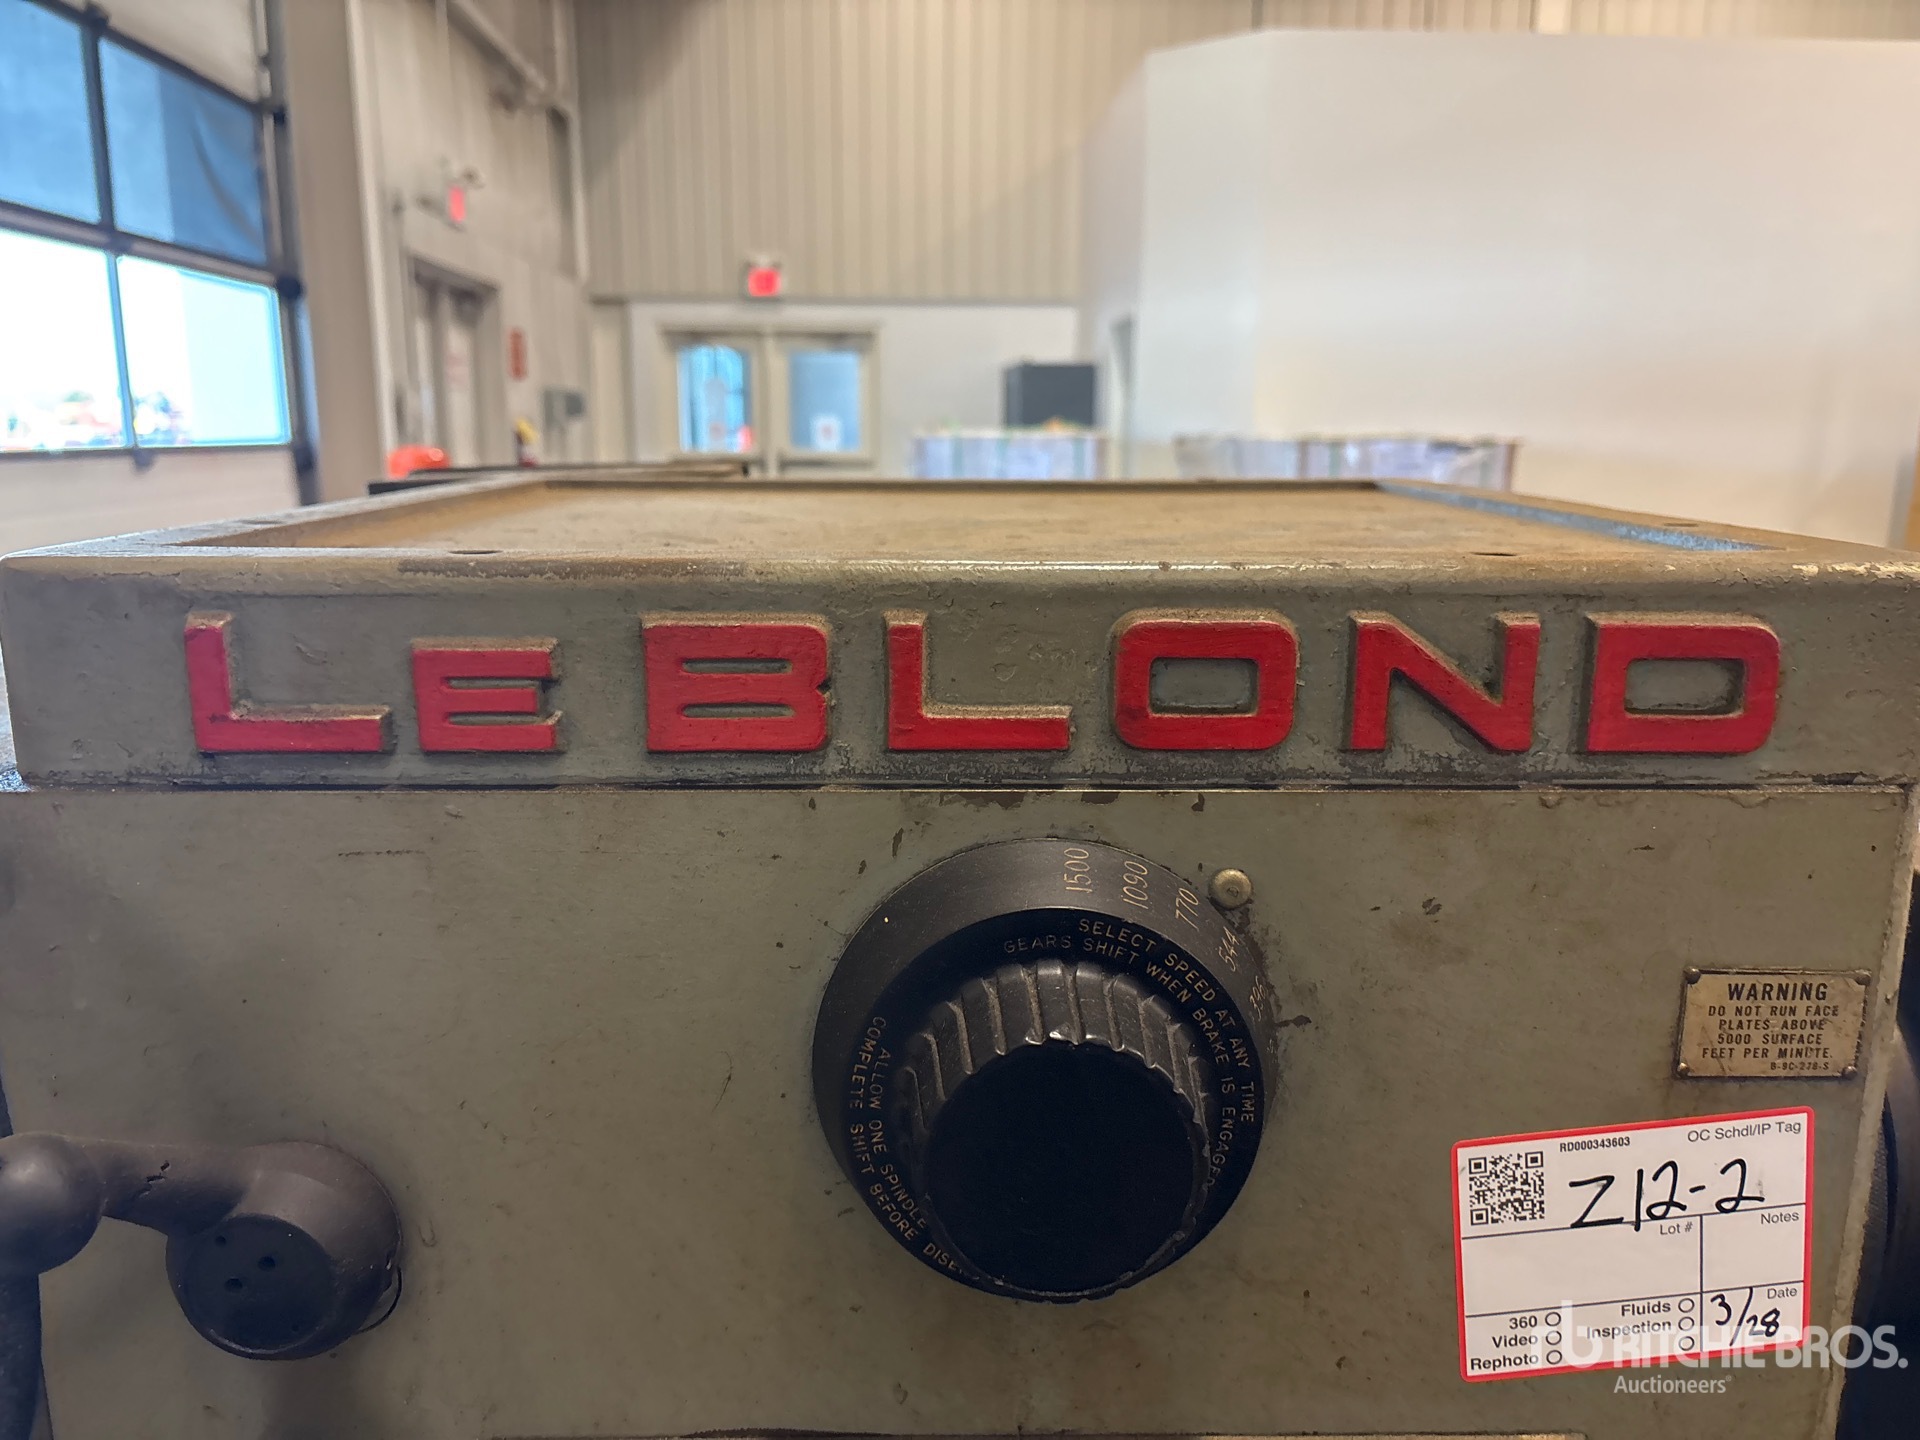 LEBLOND
1500
1090
770
544
SELECT SPEED AT ANY TIME
GEARS SHIFT WHEN BRAKE IS ENGAGED
ALLOW ONE SPINDLE
COMPLETE SHIFT BEFORE
WARNING
DO NOT RUN FACE
PLATES ABOVE
5000 SURFACE
FEET PER MINUTE.
B-9C-278-S
RD000343603
OC Schdl/IP Tag
Z12-2
Lot #
Notes
360
Video
Rephoto
Fluids
Inspection
Date
3/28
RITCHIE BROS.
Auctioneers